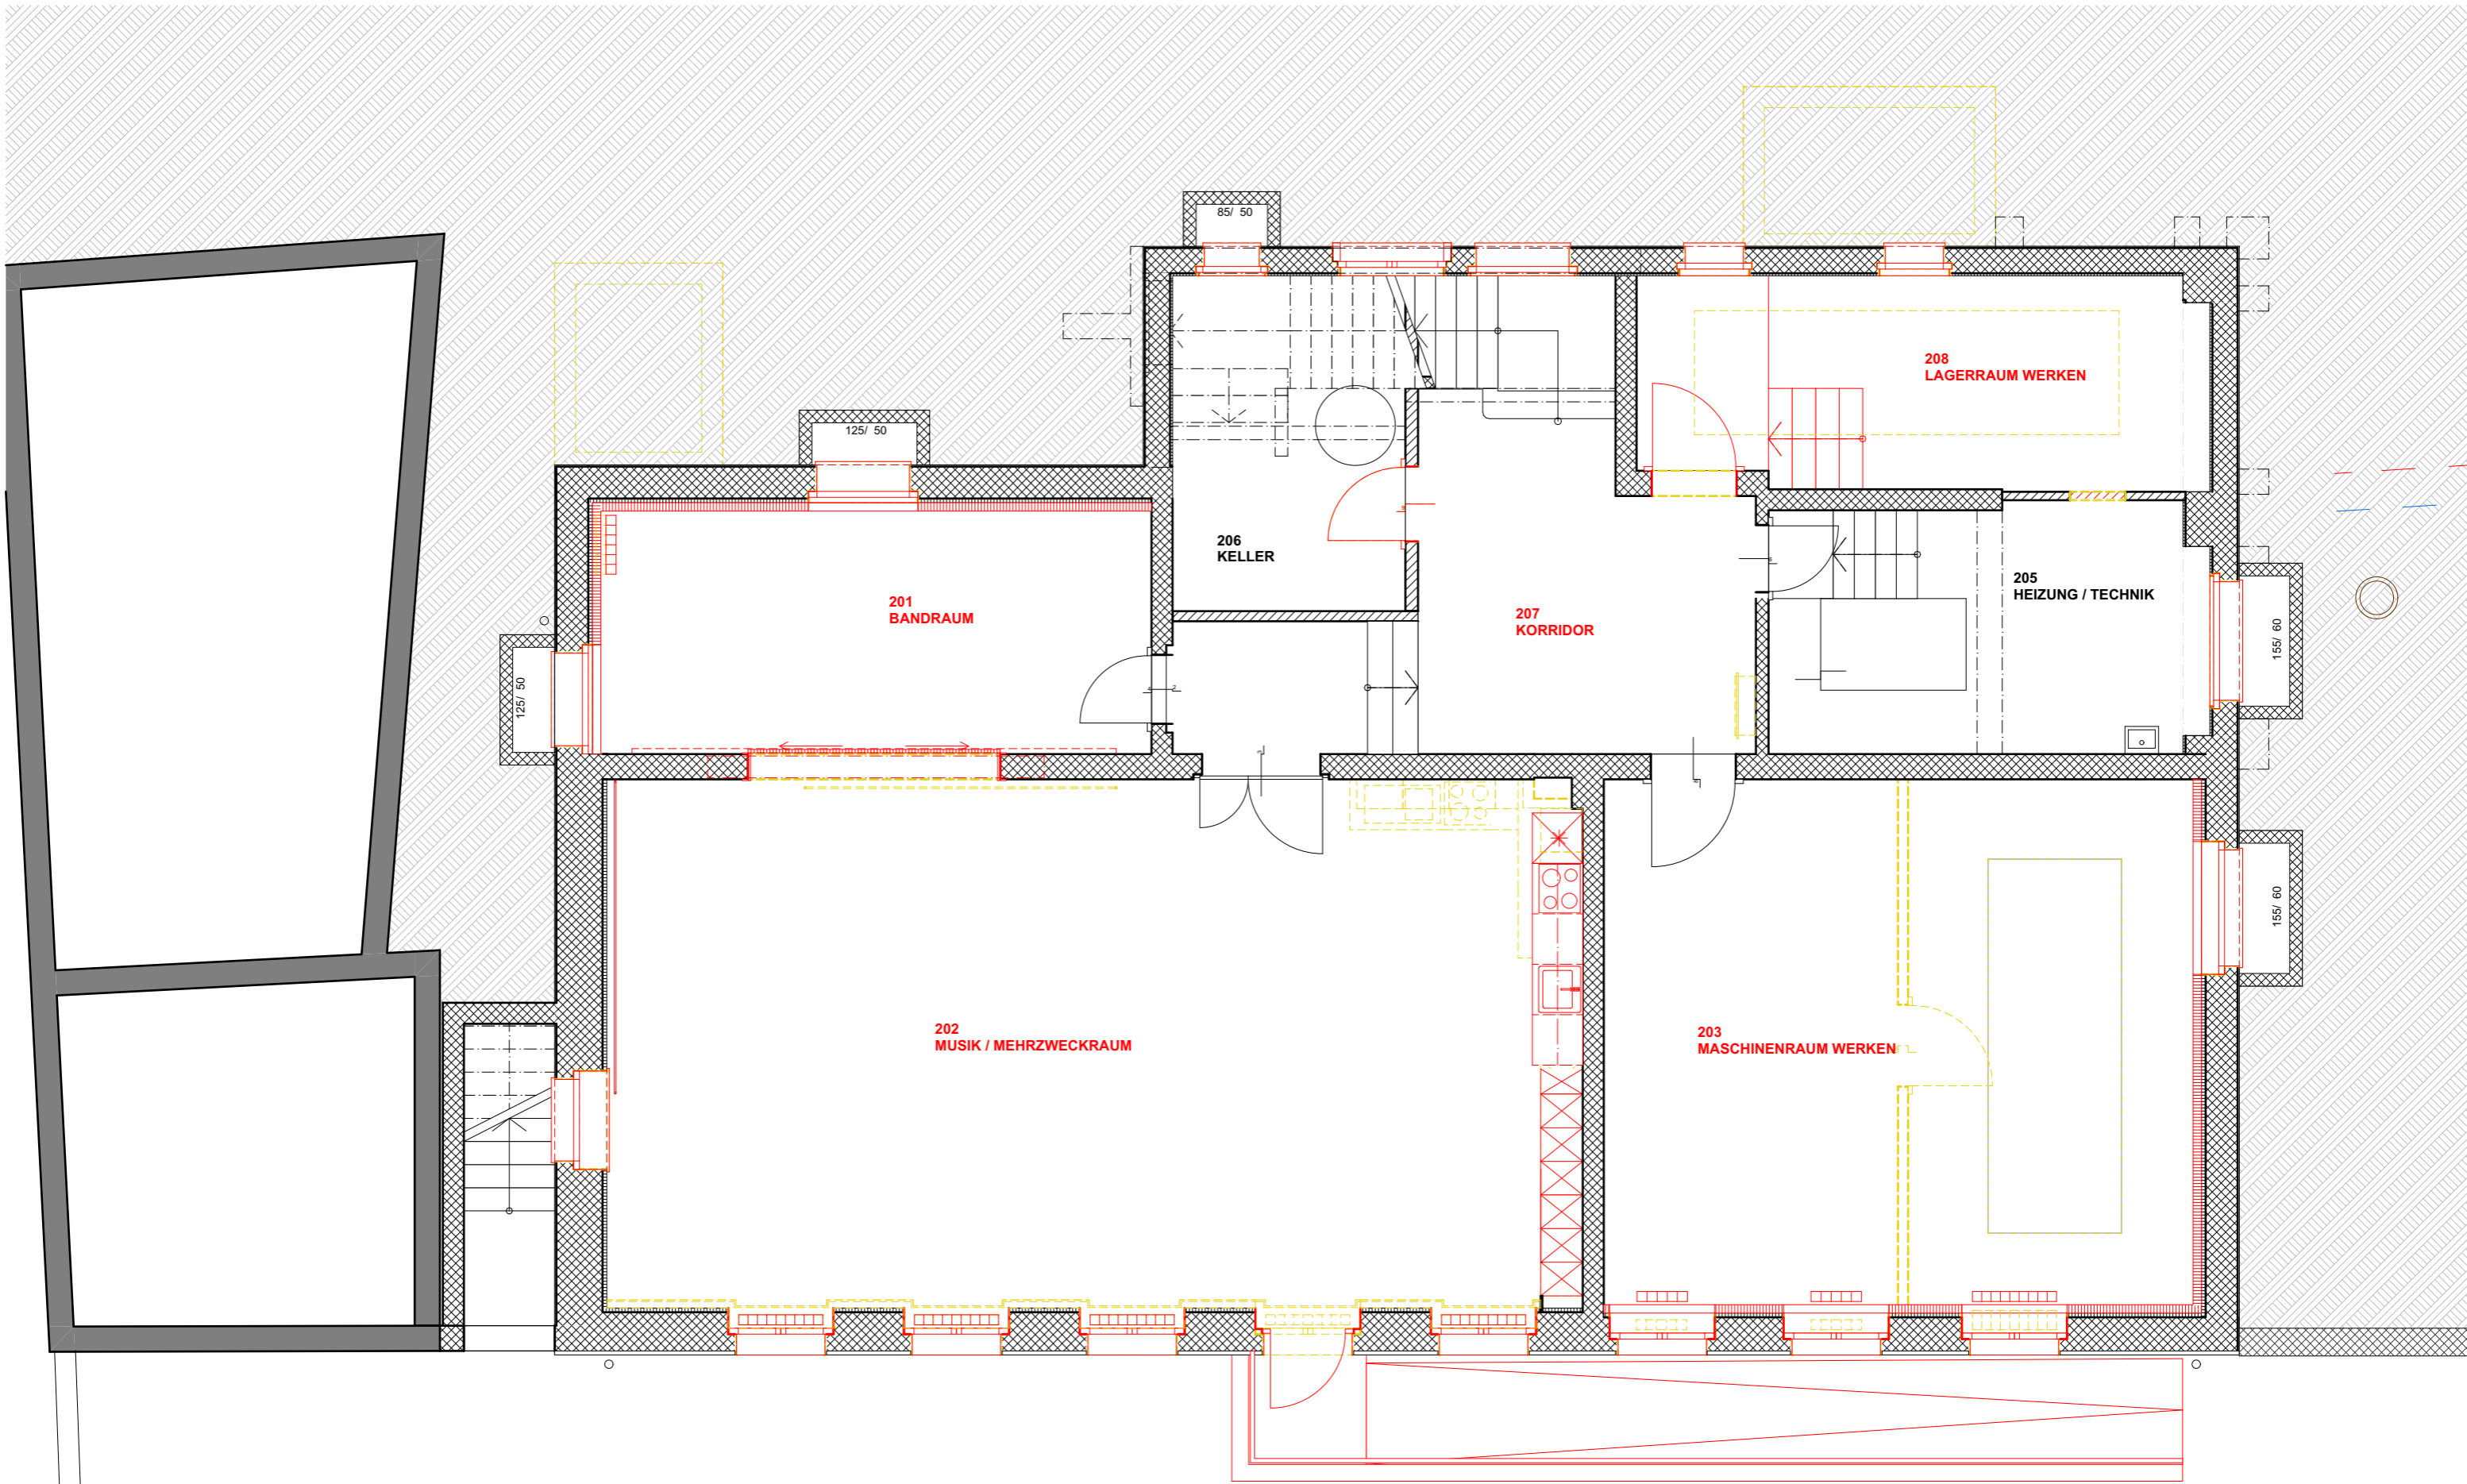 85/ 50
208
LAGERRAUM WERKEN
125/ 50
206
KELLER
205
HEIZUNG / TECHNIK
201
BANDRAUM
207
KORRIDOR
155/ 60
125/ 50
155/ 60
202
MUSIK / MEHRZWECKRAUM
203
MASCHINENRAUM WERKEN